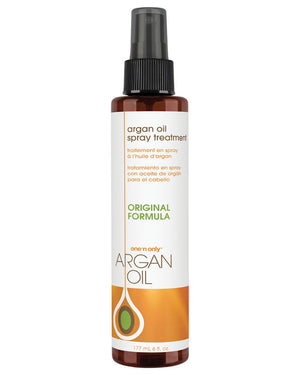 argan oil
spray treatment
traitement en spray
à l'huile d'argan
tratamiento en spray
con aceite de argán
para el cabello
ORIGINAL
FORMULA
one 'n only™
ARGAN
OIL
177 mL 6 fl. oz.